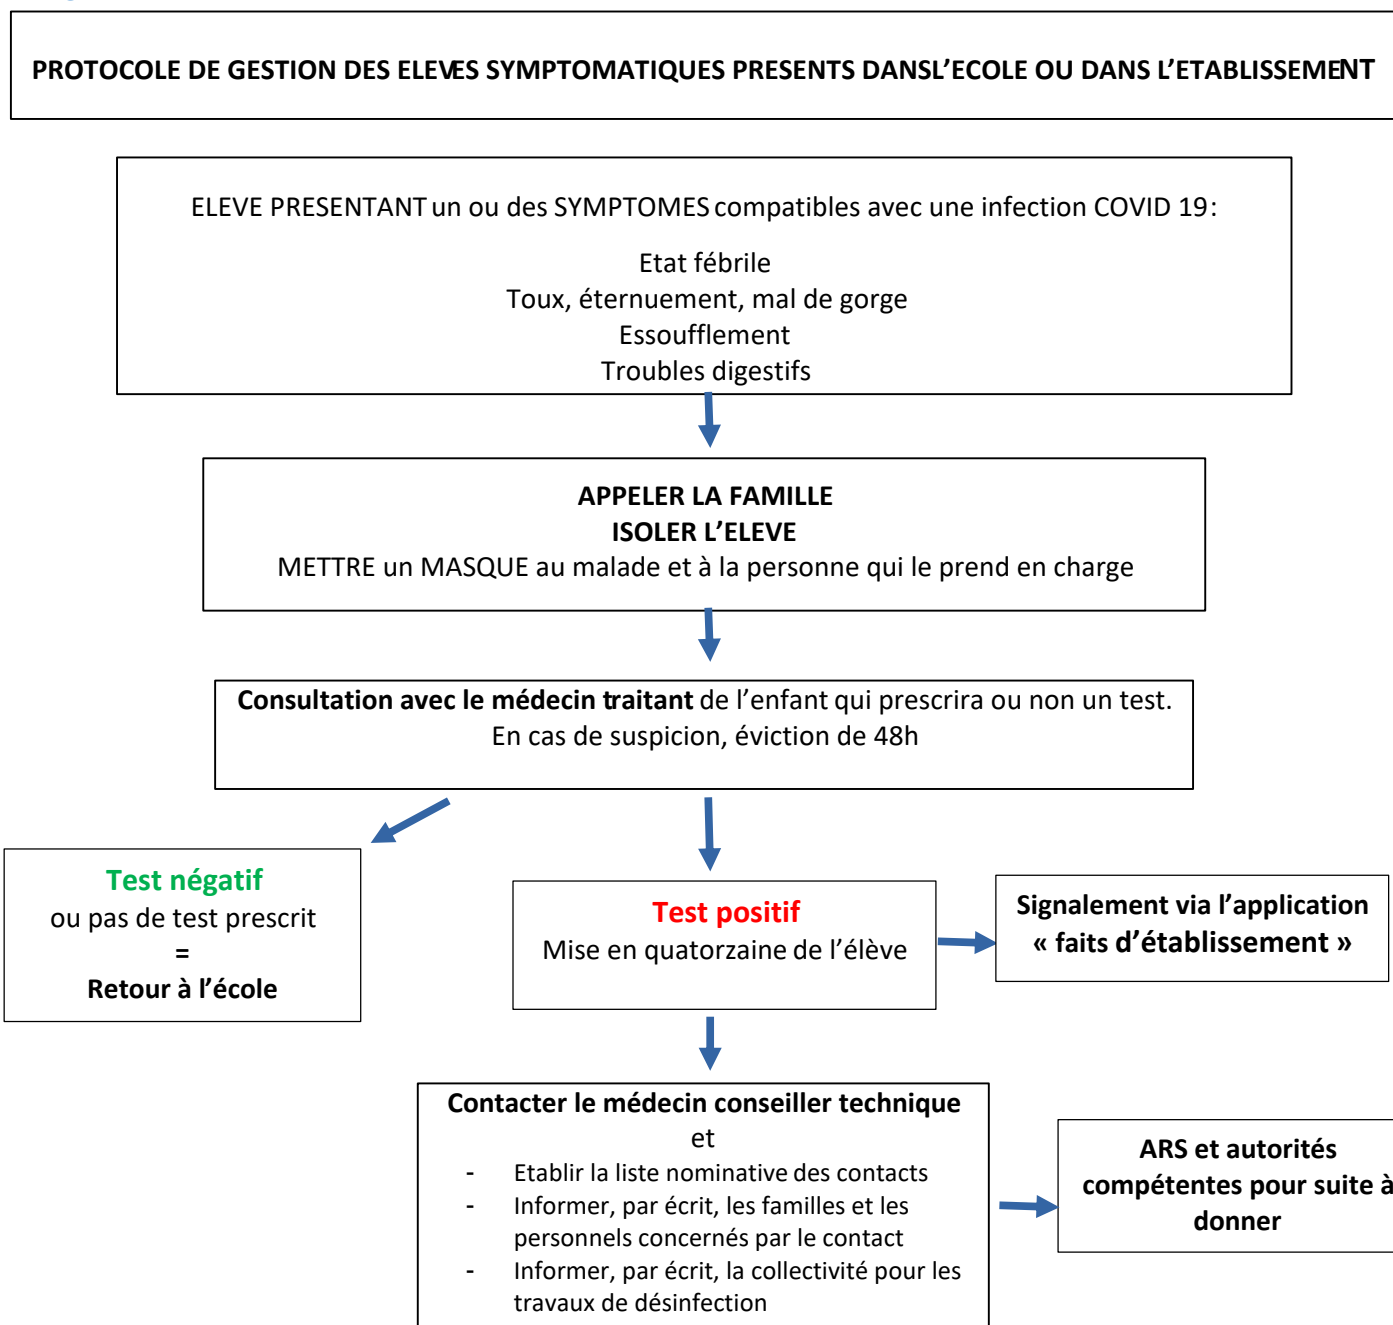 PROTOCOLE DE GESTION DES ELEVES SYMPTOMATIQUES PRESENTS DANSL’ECOLE OU DANS L’ETABLISSEMENT
ELEVE PRESENTANT un ou des SYMPTOMES compatibles avec une infection COVID 19:
Etat fébrile
Toux, éternuement, mal de gorge
Essoufflement
Troubles digestifs
APPELER LA FAMILLE
ISOLER L’ELEVE
METTRE un MASQUE au malade et à la personne qui le prend en charge
Consultation avec le médecin traitant de l’enfant qui prescrira ou non un test.
En cas de suspicion, éviction de 48h
Test négatif
ou pas de test prescrit
=
Retour à l’école
Test positif
Mise en quatorzaine de l’élève
Signalement via l’application
« faits d’établissement »
Contacter le médecin conseiller technique
et
- Etablir la liste nominative des contacts
- Informer, par écrit, les familles et les
personnels concernés par le contact
- Informer, par écrit, la collectivité pour les
travaux de désinfection
ARS et autorités
compétentes pour suite à
donner